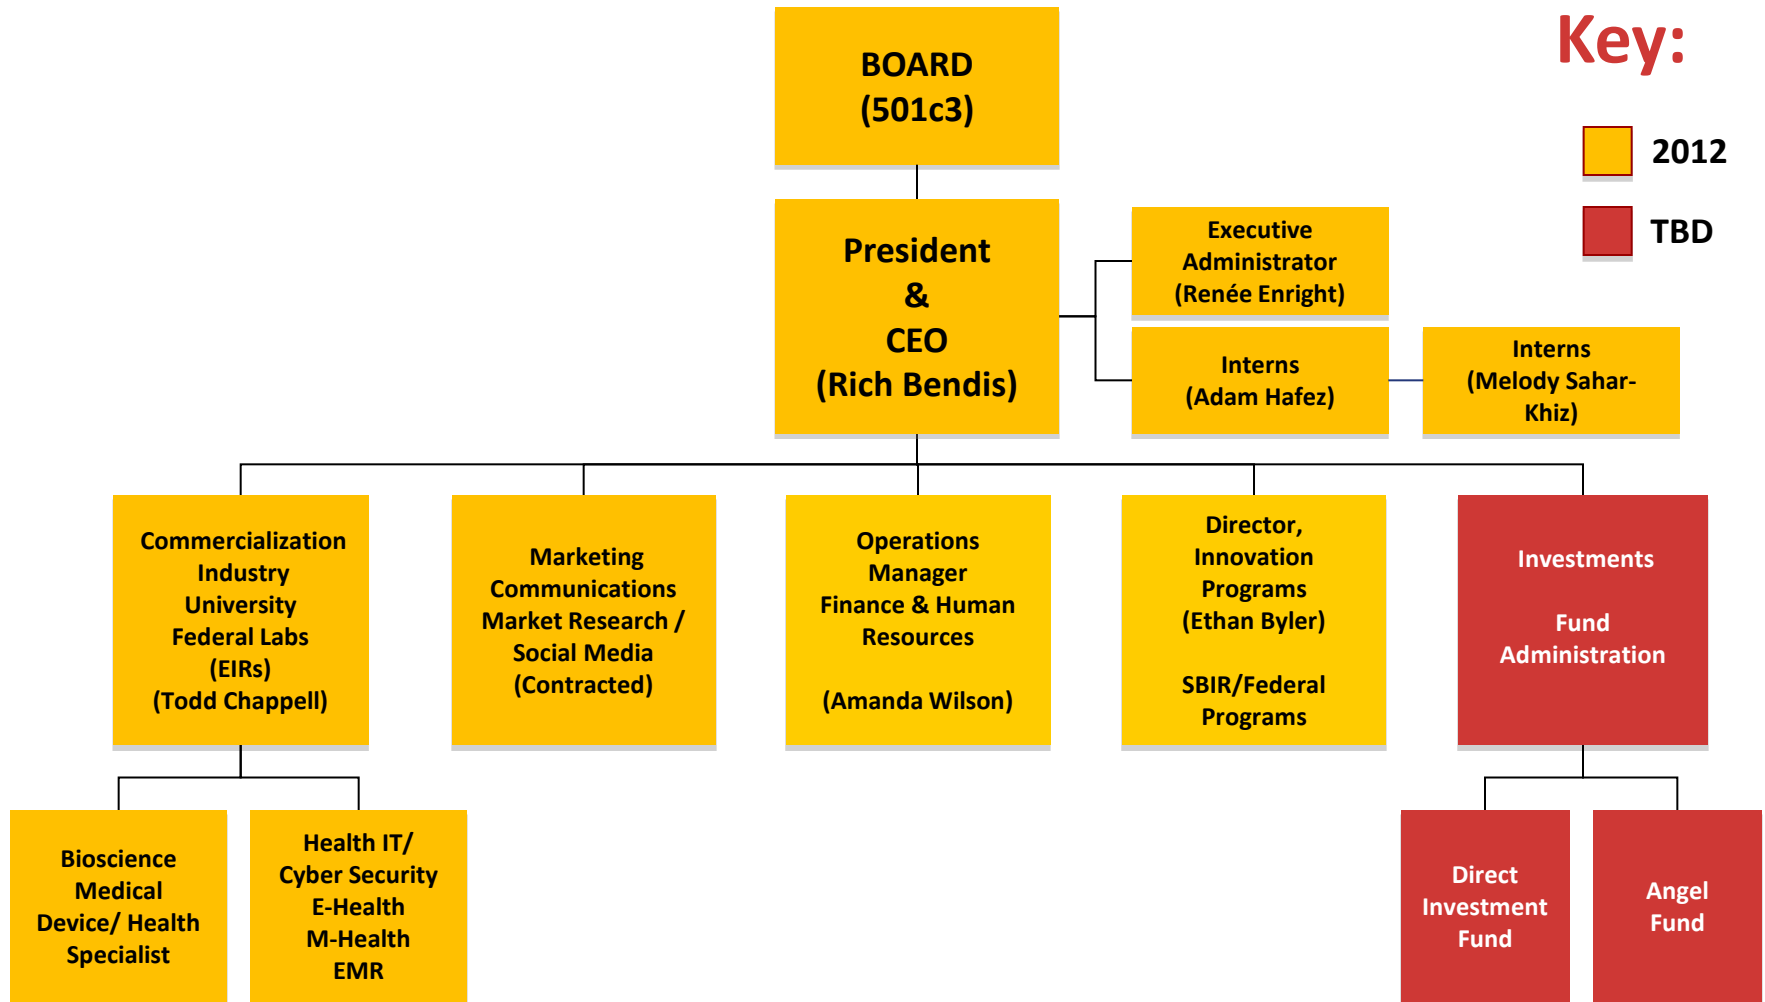 BOARD
(501c3)
Key:
2012
TBD
President
&
CEO
(Rich Bendis)
Executive
Administrator
(Renée Enright)
Interns
(Adam Hafez)
Interns
(Melody Sahar-
Khiz)
Commercialization
Industry
University
Federal Labs
(EIRs)
(Todd Chappell)
Marketing
Communications
Market Research /
Social Media
(Contracted)
Operations
Manager
Finance & Human
Resources
(Amanda Wilson)
Director,
Innovation
Programs
(Ethan Byler)
SBIR/Federal
Programs
Investments
Fund
Administration
Bioscience
Medical
Device/ Health
Specialist
Health IT/
Cyber Security
E-Health
M-Health
EMR
Direct
Investment
Fund
Angel
Fund